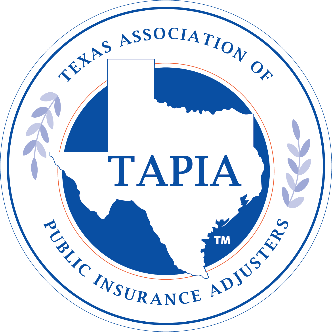 TEXAS ASSOCIATION OF
TAPIA
TM
PUBLIC INSURANCE ADJUSTERS